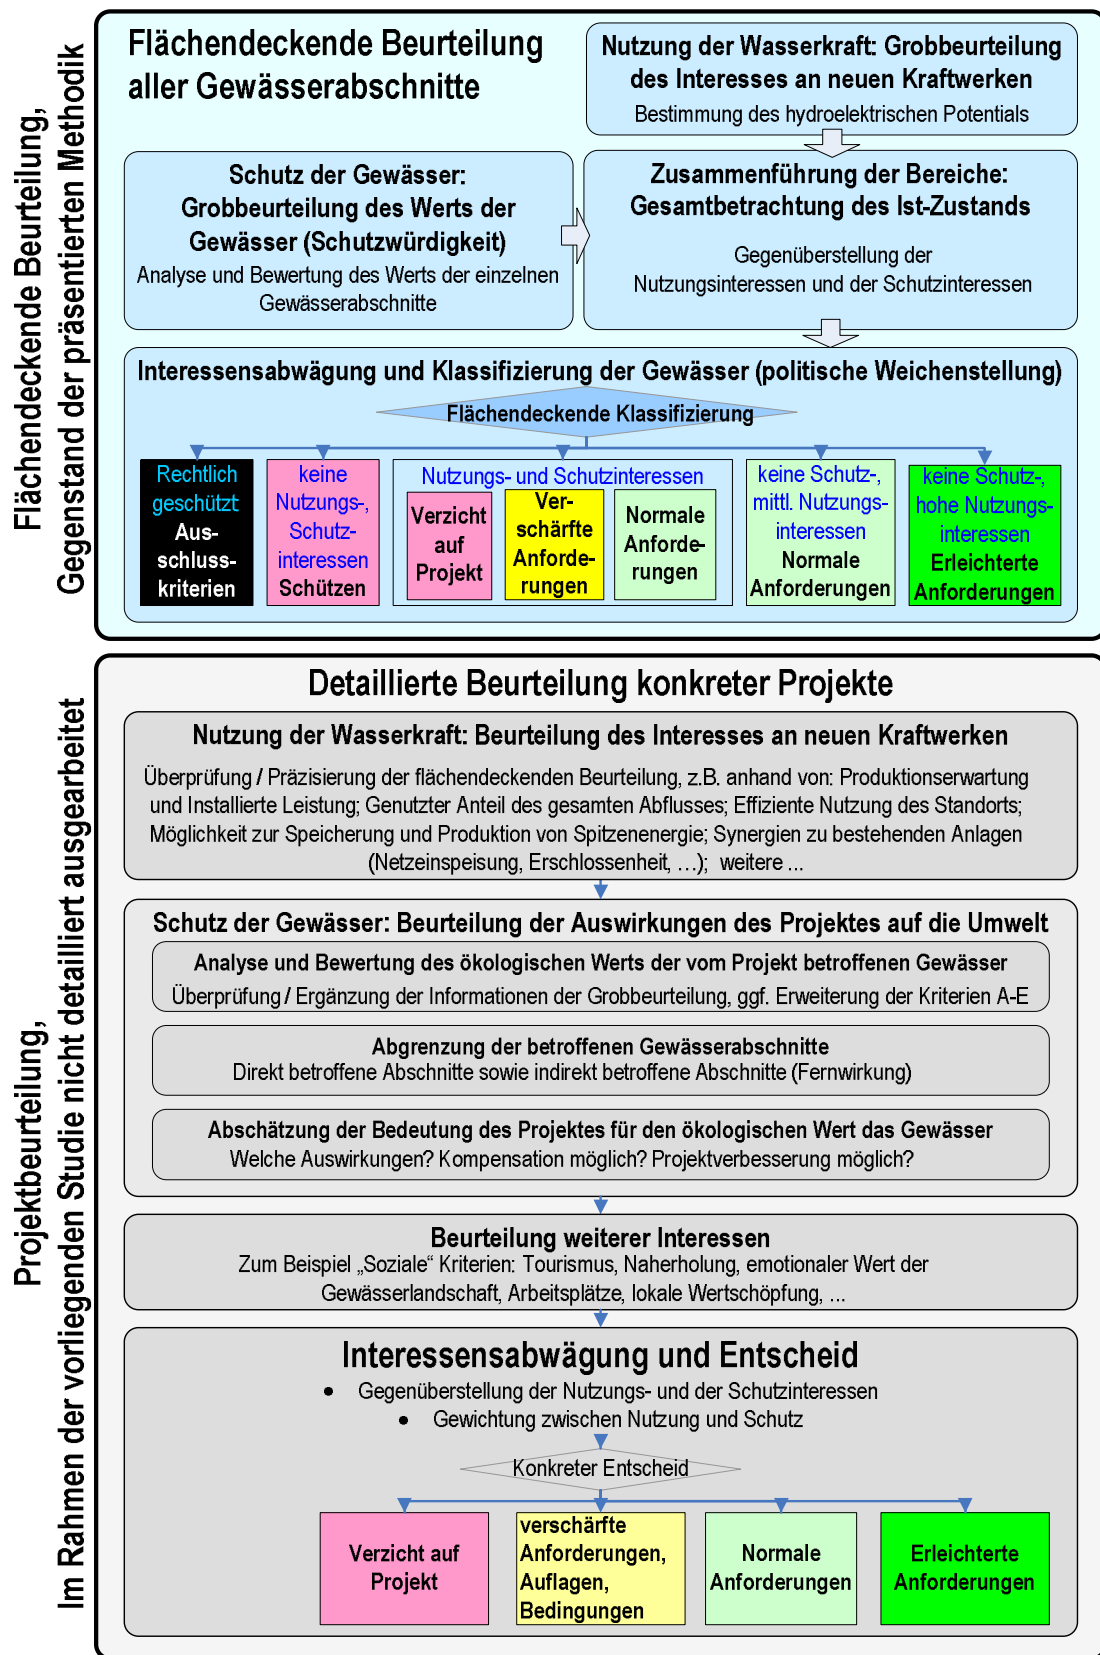 Flächendeckende Beurteilung,
Gegenstand der präsentierten Methodik
Flächendeckende Beurteilung
aller Gewässerabschnitte
Nutzung der Wasserkraft: Grobbeurteilung
des Interesses an neuen Kraftwerken
Bestimmung des hydroelektrischen Potentials
Schutz der Gewässer:
Grobbeurteilung des Werts der
Gewässer (Schutzwürdigkeit)
Analyse und Bewertung des Werts der einzelnen
Gewässerabschnitte
Zusammenführung der Bereiche:
Gesamtbetrachtung des Ist-Zustands
Gegenüberstellung der
Nutzungsinteressen und der Schutzinteressen
Interessensabwägung und Klassifizierung der Gewässer (politische Weichenstellung)
Flächendeckende Klassifizierung
Rechtlich
geschützt
Aus-
schluss-
kriterien
keine
Nutzungs-,
Schutz-
interessen
Schützen
Nutzungs- und Schutzinteressen
Verzicht
auf
Projekt
Ver-
schärfte
Anforde-
rungen
Normale
Anforde-
rungen
keine Schutz-,
mittl. Nutzungs-
interessen
Normale
Anforderungen
keine Schutz-,
hohe Nutzungs-
interessen
Erleichterte
Anforderungen
Projektbeurteilung,
Im Rahmen der vorliegenden Studie nicht detailliert ausgearbeitet
Detaillierte Beurteilung konkreter Projekte
Nutzung der Wasserkraft: Beurteilung des Interesses an neuen Kraftwerken
Überprüfung / Präzisierung der flächendeckenden Beurteilung, z.B. anhand von: Produktionserwartung
und Installierte Leistung; Genutzter Anteil des gesamten Abflusses; Effiziente Nutzung des Standorts;
Möglichkeit zur Speicherung und Produktion von Spitzenenergie; Synergien zu bestehenden Anlagen
(Netzeinspeisung, Erschlossenheit, …); weitere ...
Schutz der Gewässer: Beurteilung der Auswirkungen des Projektes auf die Umwelt
Analyse und Bewertung des ökologischen Werts der vom Projekt betroffenen Gewässer
Überprüfung / Ergänzung der Informationen der Grobbeurteilung, ggf. Erweiterung der Kriterien A-E
Abgrenzung der betroffenen Gewässerabschnitte
Direkt betroffene Abschnitte sowie indirekt betroffene Abschnitte (Fernwirkung)
Abschätzung der Bedeutung des Projektes für den ökologischen Wert das Gewässer
Welche Auswirkungen? Kompensation möglich? Projektverbesserung möglich?
Beurteilung weiterer Interessen
Zum Beispiel „Soziale“ Kriterien: Tourismus, Naherholung, emotionaler Wert der
Gewässerlandschaft, Arbeitsplätze, lokale Wertschöpfung, ...
Interessensabwägung und Entscheid
• Gegenüberstellung der Nutzungs- und der Schutzinteressen
• Gewichtung zwischen Nutzung und Schutz
Konkreter Entscheid
Verzicht auf
Projekt
verschärfte
Anforderungen,
Auflagen,
Bedingungen
Normale
Anforderungen
Erleichterte
Anforderungen